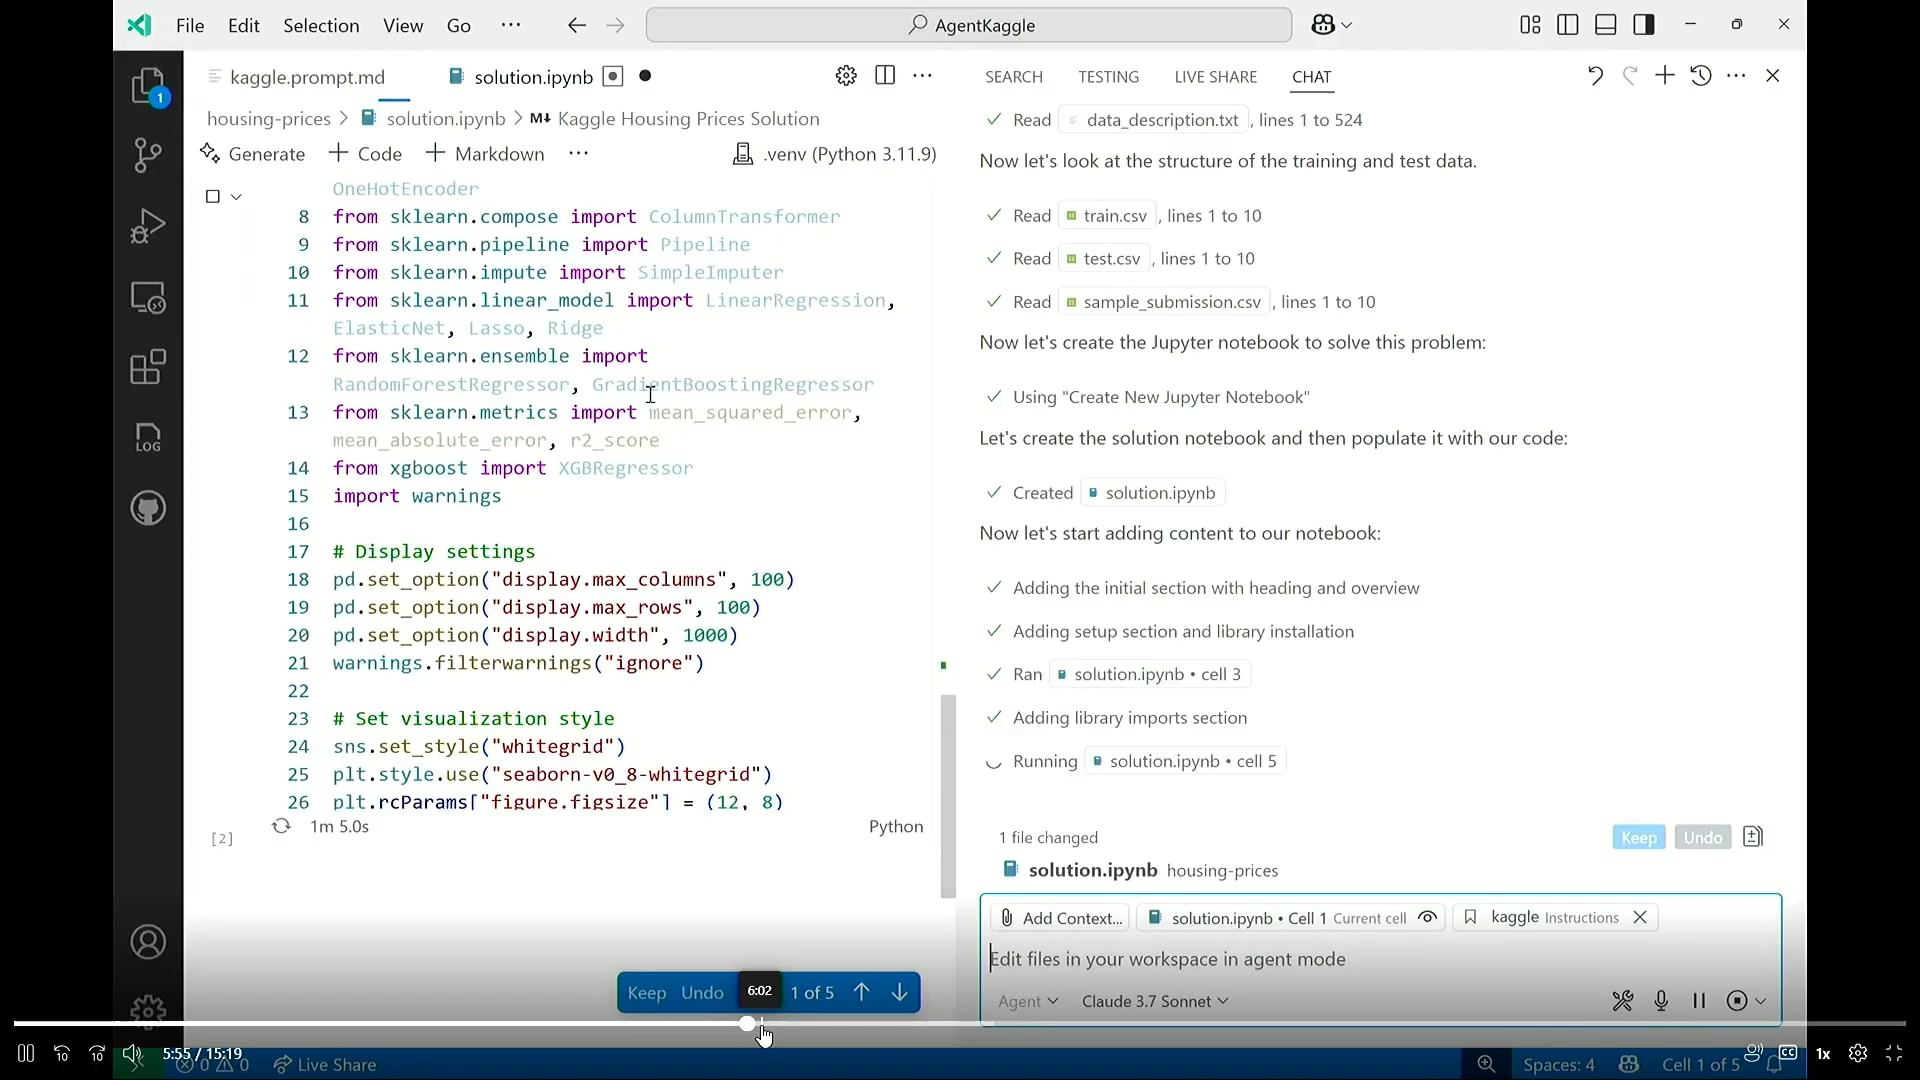 File Edit Selection View Go ··· AgentKaggle
kaggle.prompt.md solution.ipynb
housing-prices > solution.ipynb > M↓ Kaggle Housing Prices Solution
Generate + Code + Markdown ··· .venv (Python 3.11.9)
OneHotEncoder
8 from sklearn.compose import ColumnTransformer
9 from sklearn.pipeline import Pipeline
10 from sklearn.impute import SimpleImputer
11 from sklearn.linear_model import LinearRegression,
ElasticNet, Lasso, Ridge
12 from sklearn.ensemble import
RandomForestRegressor, GradientBoostingRegressor
13 from sklearn.metrics import mean_squared_error,
mean_absolute_error, r2_score
14 from xgboost import XGBRegressor
15 import warnings
16
17 # Display settings
18 pd.set_option("display.max_columns", 100)
19 pd.set_option("display.max_rows", 100)
20 pd.set_option("display.width", 1000)
21 warnings.filterwarnings("ignore")
22
23 # Set visualization style
24 sns.set_style("whitegrid")
25 plt.style.use("seaborn-v0_8-whitegrid")
26 plt.rcParams["figure.figsize"] = (12, 8)
[2] 1m 5.0s Python
Keep Undo 6:02 1 of 5
SEARCH TESTING LIVE SHARE CHAT
Read data_description.txt, lines 1 to 524
Now let's look at the structure of the training and test data.
Read train.csv, lines 1 to 10
Read test.csv, lines 1 to 10
Read sample_submission.csv, lines 1 to 10
Now let's create the Jupyter notebook to solve this problem:
Using "Create New Jupyter Notebook"
Let's create the solution notebook and then populate it with our code:
Created solution.ipynb
Now let's start adding content to our notebook:
Adding the initial section with heading and overview
Adding setup section and library installation
Ran solution.ipynb • cell 3
Adding library imports section
Running solution.ipynb • cell 5
1 file changed Keep Undo
solution.ipynb housing-prices
Add Context... solution.ipynb • Cell 1 Current cell kaggle Instructions
Edit files in your workspace in agent mode
Agent Claude 3.7 Sonnet
1
LOG
10 10 5:55 / 15:19 CC 1x
0 0 Live Share Spaces: 4 Cell 1 of 5